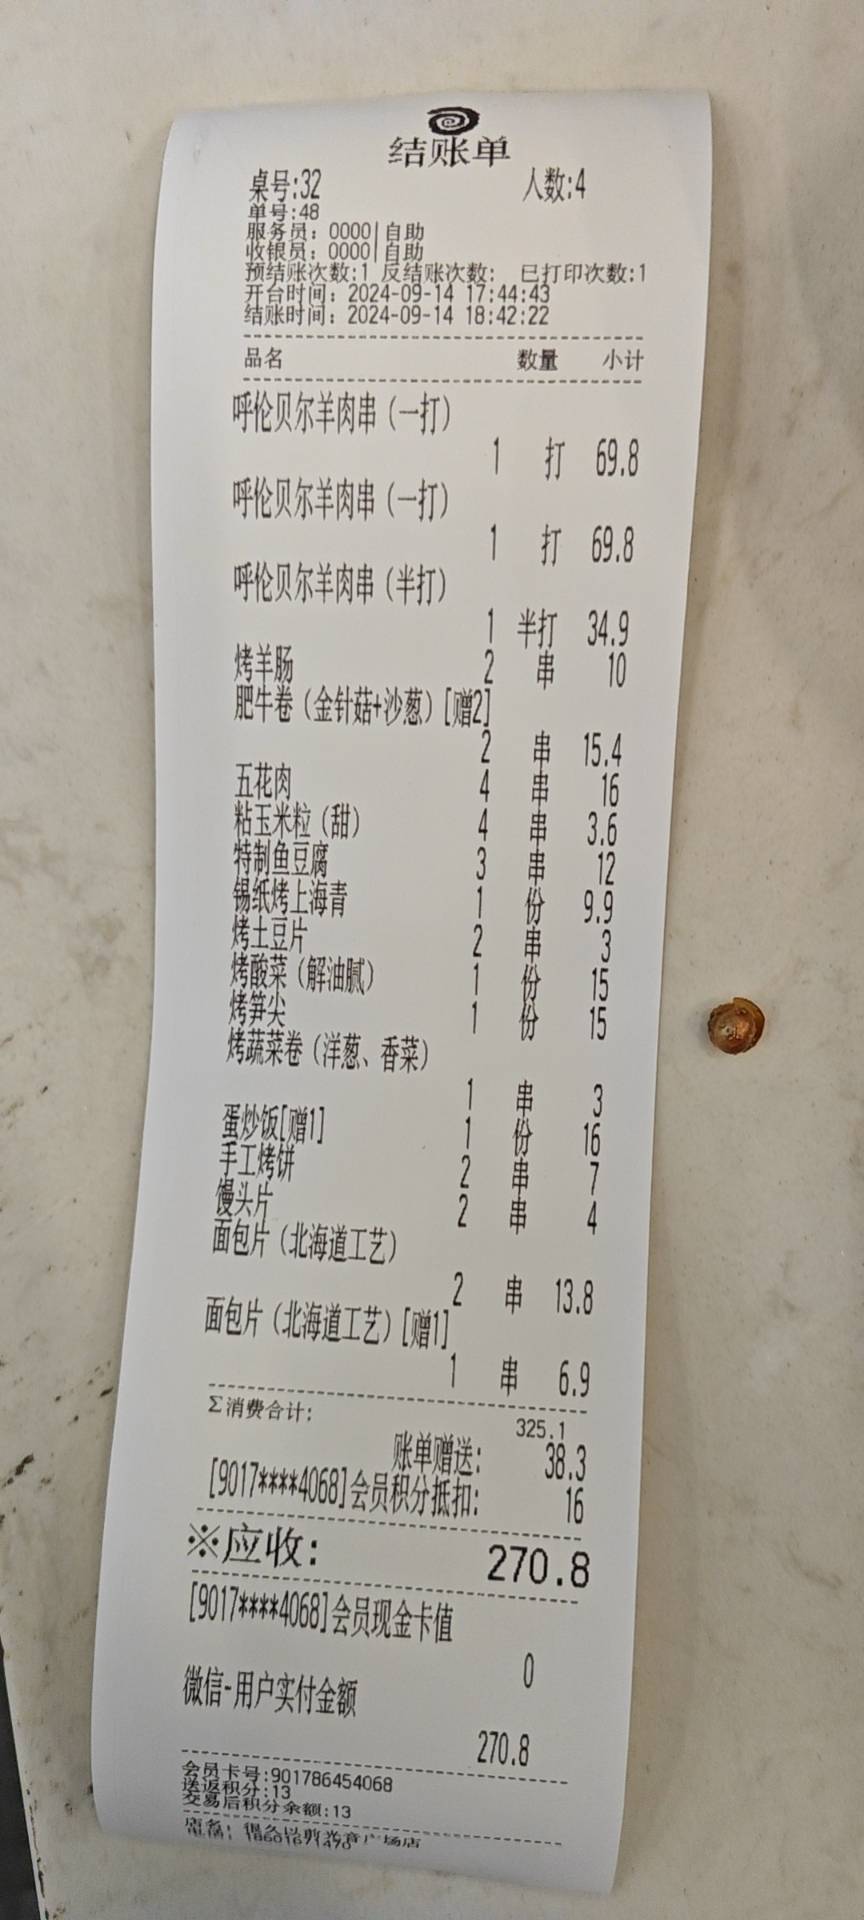 结账单
桌号:32 人数:4
单号:48
服务员: 0000|自助
收银员: 0000|自助
预结账次数:1 反结账次数: 已打印次数:1
开台时间: 2024-09-14 17:44:43
结账时间: 2024-09-14 18:42:22
品名 数量 小计
呼伦贝尔羊肉串(一打)
1 打 69.8
呼伦贝尔羊肉串(一打)
1 打 69.8
呼伦贝尔羊肉串(半打)
1 半打 34.9
烤羊肠 2 串 10
肥牛卷(金针菇+沙葱)[赠2]
2 串 15.4
五花肉 4 串 16
粘玉米粒(甜) 4 串 3.6
特制鱼豆腐 3 串 12
锡纸烤上海青 1 份 9.9
烤土豆片 2 串 3
烤酸菜(解油腻) 1 份 15
烤笋尖 1 份 15
烤蔬菜卷(洋葱、香菜)
1 串 3
蛋炒饭[赠1] 1 份 16
手工烤饼 2 串 7
馒头片 2 串 4
面包片(北海道工艺)
2 串 13.8
面包片(北海道工艺)[赠1]
1 串 6.9
Σ消费合计: 325.1
账单赠送: 38.3
[9017****4068]会员积分抵扣: 16
※应收: 270.8
[9017****4068]会员现金卡值
0
微信-用户实付金额
270.8
会员卡号:901786454068
送返积分:13
交易后积分余额:13
店名: 很久以前 广场店